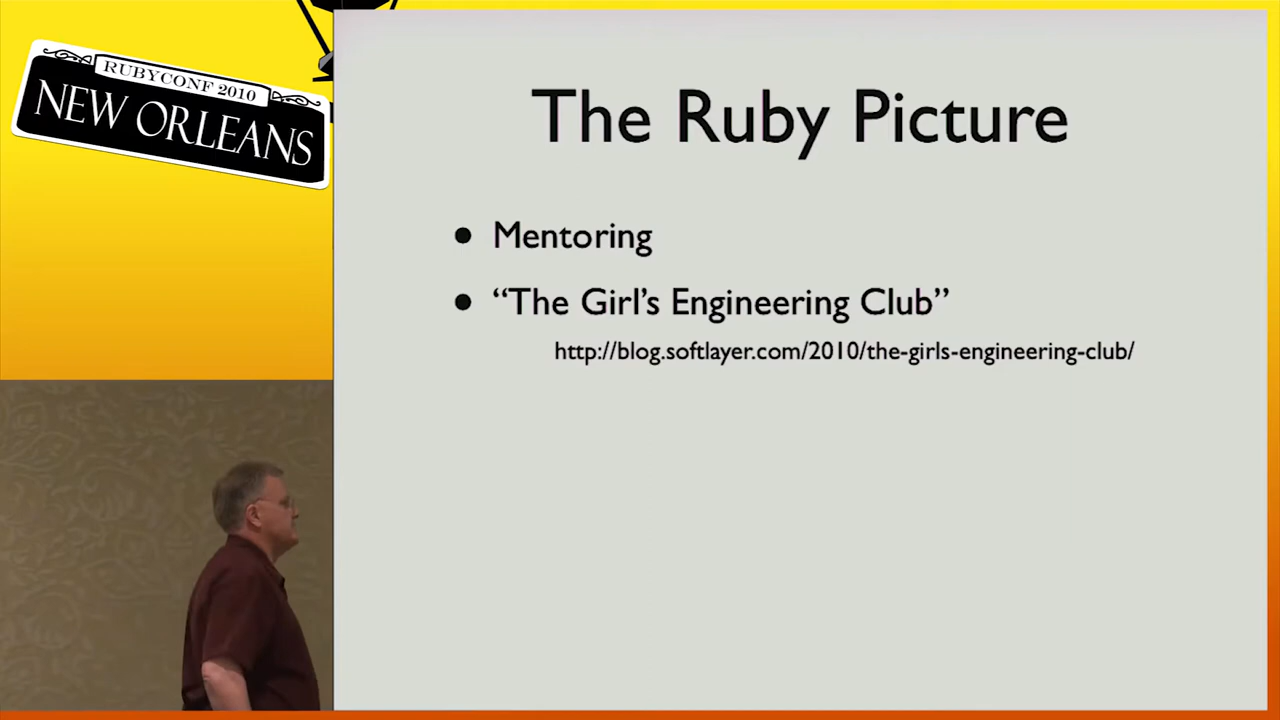 RUBYCONF 2010
NEW ORLEANS
The Ruby Picture
• Mentoring
• “The Girl’s Engineering Club”
http://blog.softlayer.com/2010/the-girls-engineering-club/